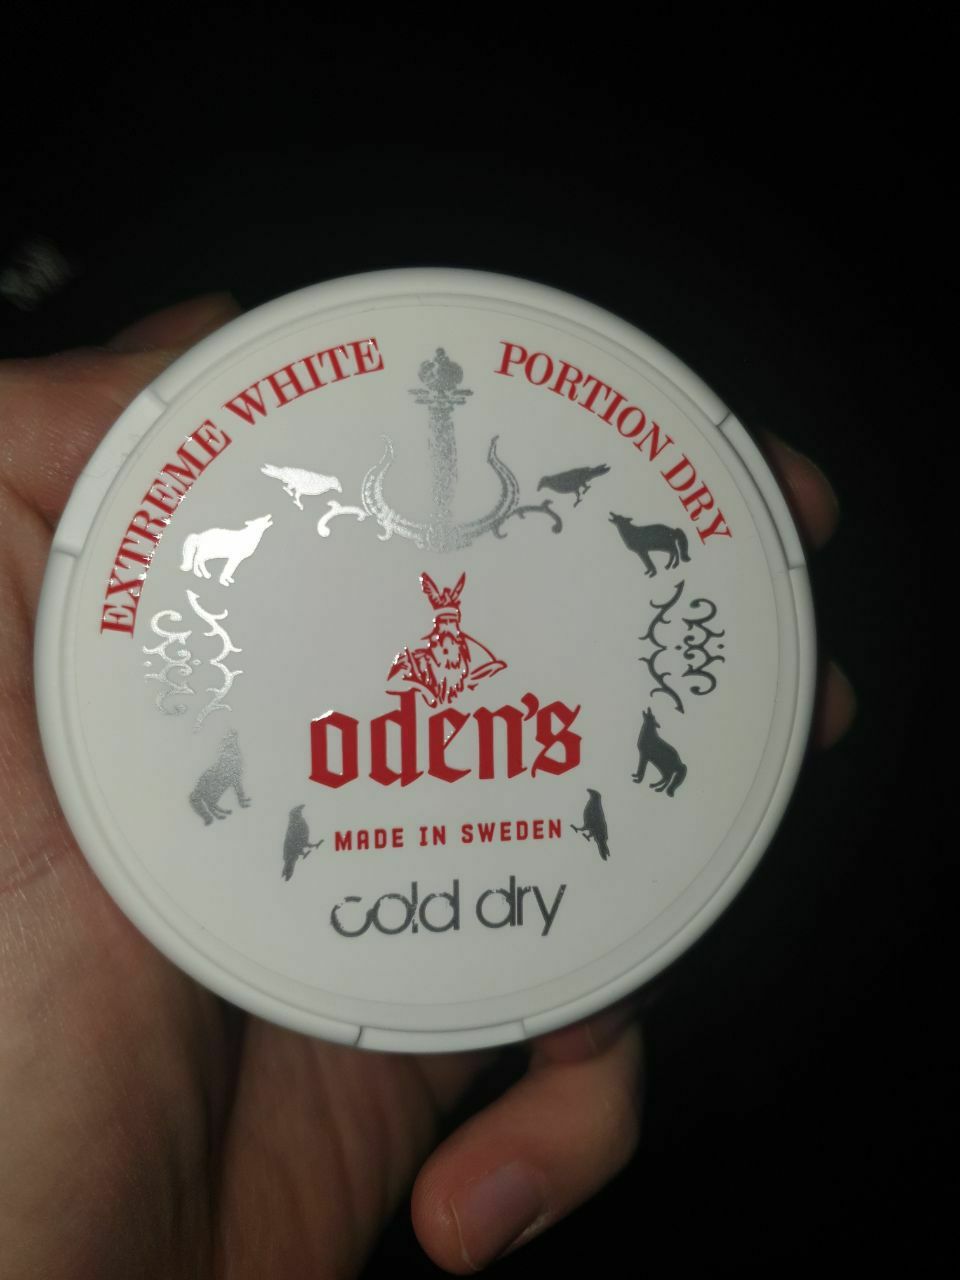 EXTREME WHITE
PORTION DRY
oden's
MADE IN SWEDEN
cold dry